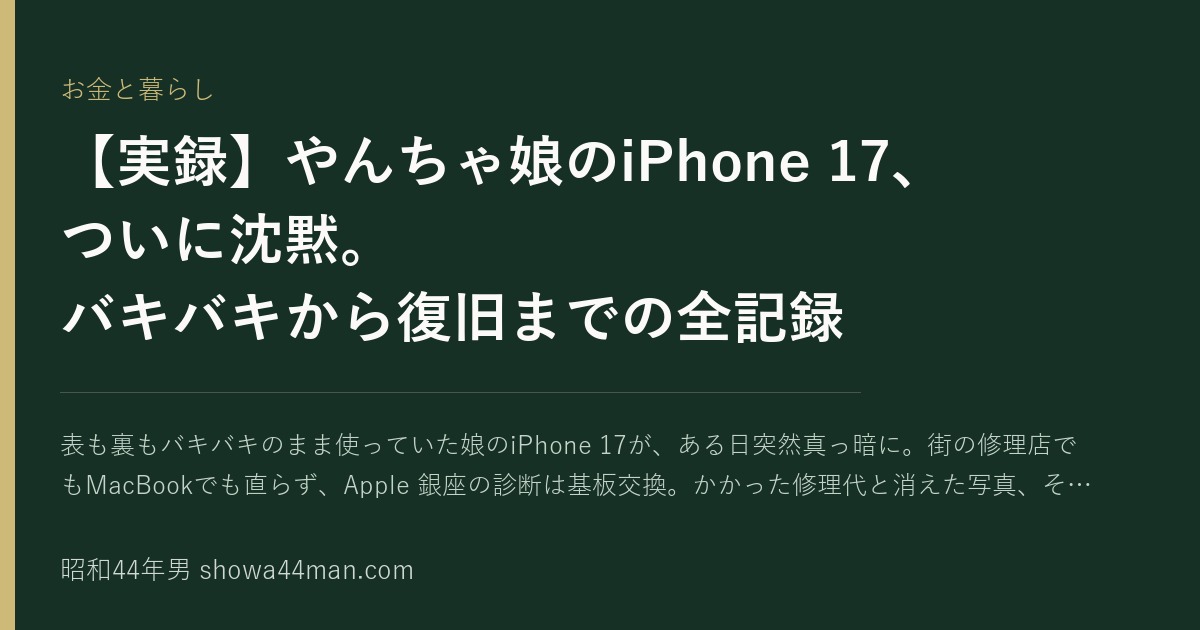 お金と暮らし
【実録】やんちゃ娘のiPhone 17、
ついに沈黙。
バキバキから復旧までの全記録
表も裏もバキバキのまま使っていた娘のiPhone 17が、ある日突然真っ暗に。街の修理店で
もMacBookでも直らず、Apple 銀座の診断は基板交換。かかった修理代と消えた写真、そ…
昭和44年男 showa44man.com